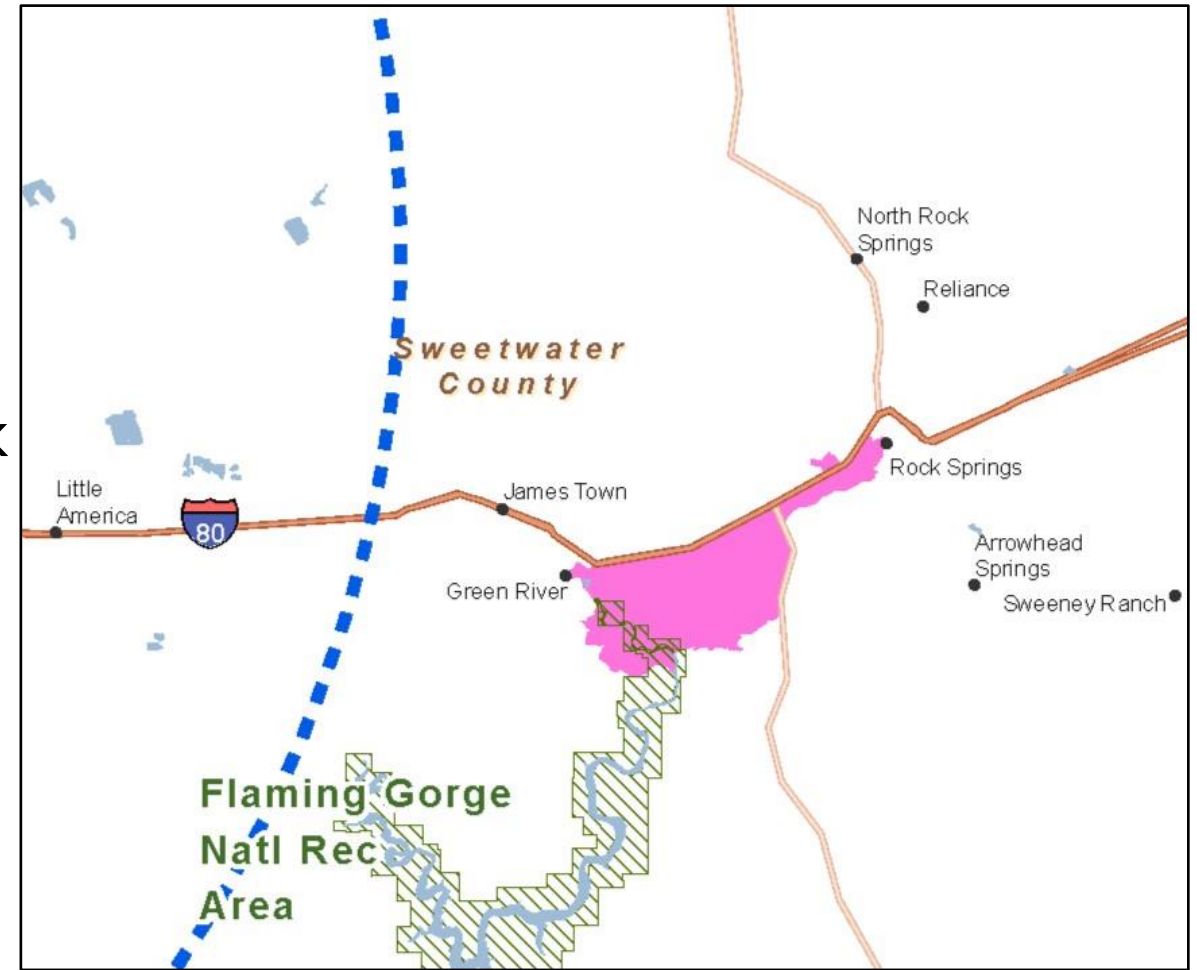 North Rock
Springs
Reliance
Sweetwater
County
K
Rock Springs
Little
America
80
James Town
Arrowhead
Springs
Green River
Sweeney Ranch
Flaming Gorge
Natl Rec
Area